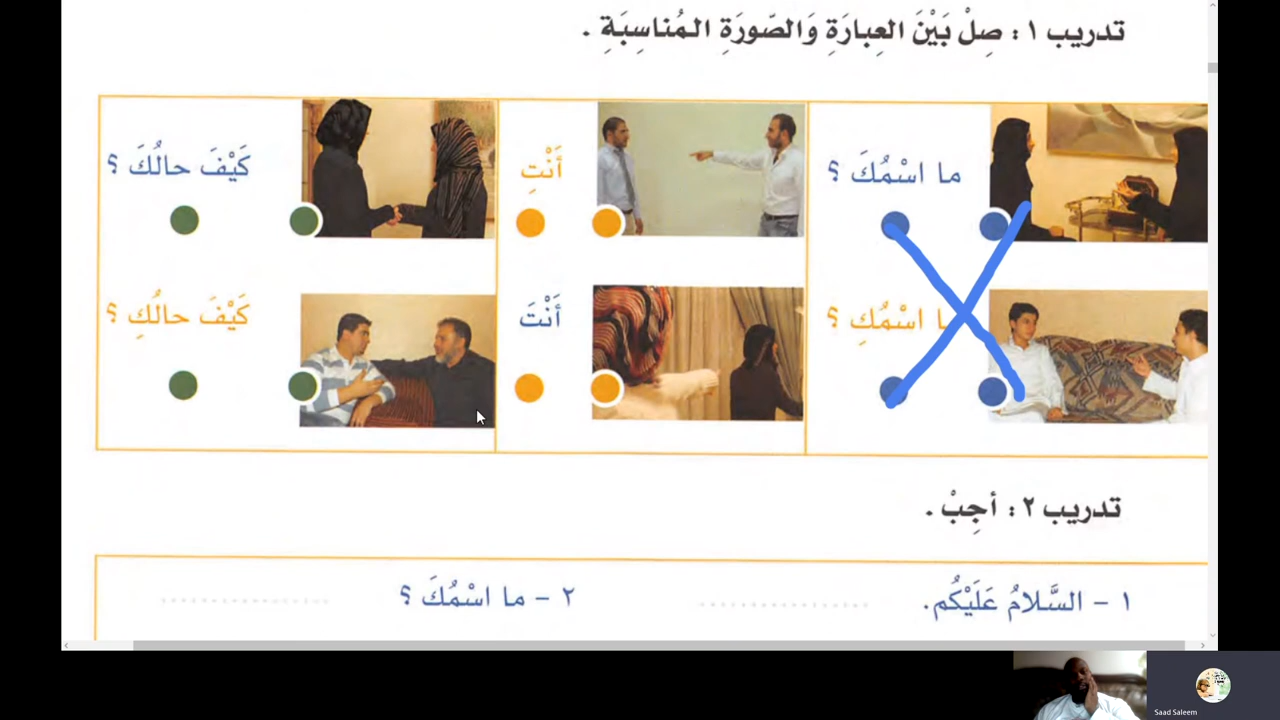 تدريب ١ : صِلْ بَيْنَ العِبارَةِ وَالصّورَةِ المُناسِبَةِ .
ما اسْمُكَ ؟
أَنْتِ
كَيْفَ حالُكَ ؟
ما اسْمُكِ ؟
أَنْتَ
كَيْفَ حالُكِ ؟
تدريب ٢ : أجِبْ .
١ - السَّلامُ عَلَيْكُم. ....................
٢ - ما اسْمُكَ ؟ ....................
Saad Saleem